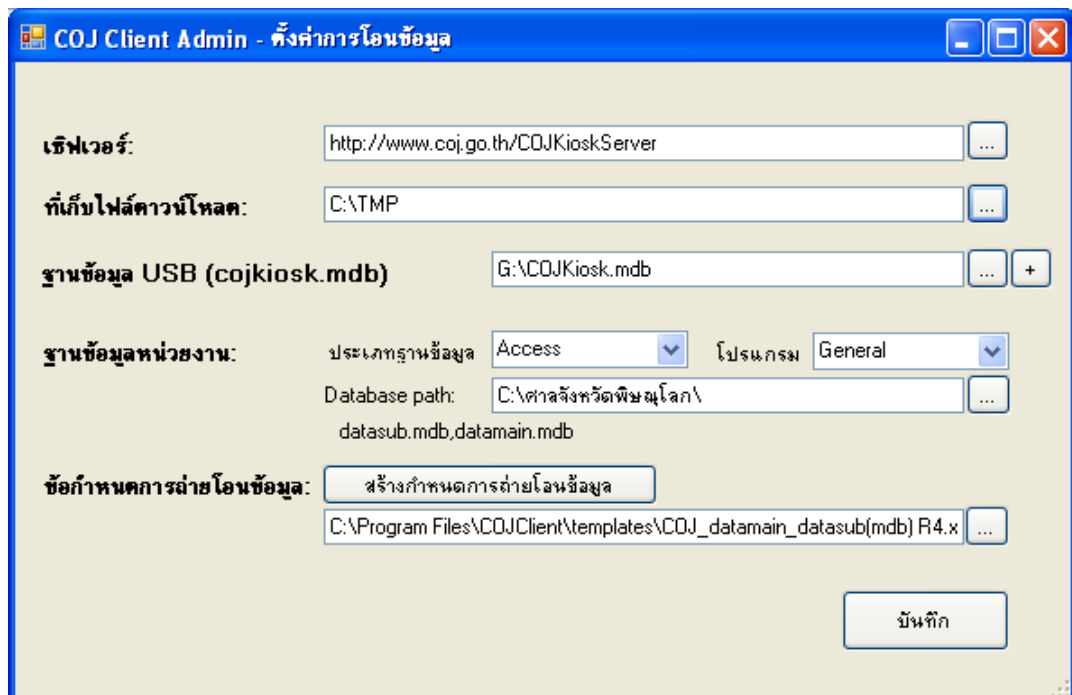 COJ Client Admin - ตั้งค่าการโอนข้อมูล
เซิฟเวอร์: http://www.coj.go.th/COJKioskServer ...
ที่เก็บไฟล์ดาวน์โหลด: C:\TMP ...
ฐานข้อมูล USB (cojkiosk.mdb) G:\COJKiosk.mdb ... +
ฐานข้อมูลหน่วยงาน: ประเภทฐานข้อมูล Access โปรแกรม General
Database path: C:\ศาลจังหวัดพิษณุโลก\ ...
datasub.mdb,datamain.mdb
ข้อกำหนดการถ่ายโอนข้อมูล: สร้างกำหนดการถ่ายโอนข้อมูล
C:\Program Files\COJClient\templates\COJ_datamain_datasub(mdb) R4.x ...
บันทึก